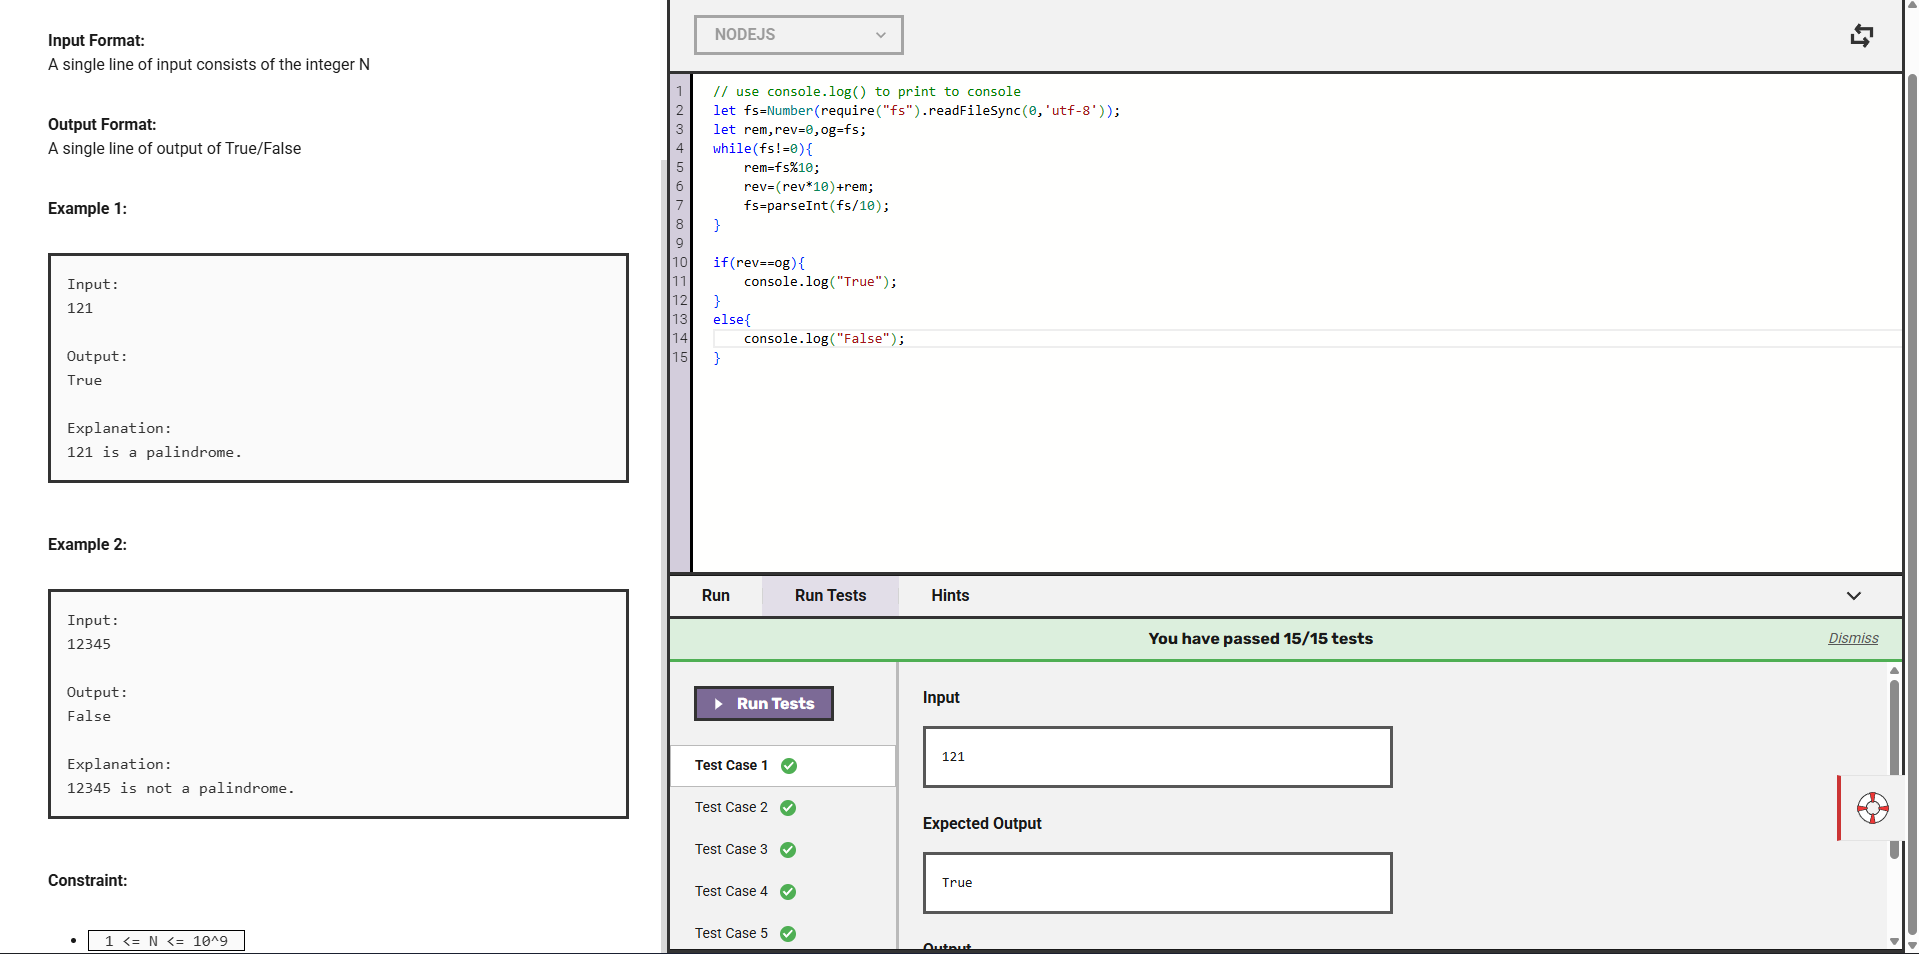 Input Format:
A single line of input consists of the integer N
Output Format:
A single line of output of True/False
Example 1:
Input:
121
Output:
True
Explanation:
121 is a palindrome.
Example 2:
Input:
12345
Output:
False
Explanation:
12345 is not a palindrome.
Constraint:
1 <= N <= 10^9
NODEJS
1 // use console.log() to print to console
2 let fs=Number(require("fs").readFileSync(0,'utf-8'));
3 let rem,rev=0,og=fs;
4 while(fs!=0){
5     rem=fs%10;
6     rev=(rev*10)+rem;
7     fs=parseInt(fs/10);
8 }
9
10 if(rev==og){
11     console.log("True");
12 }
13 else{
14     console.log("False");
15 }
Run Run Tests Hints
You have passed 15/15 tests Dismiss
Run Tests
Test Case 1
Test Case 2
Test Case 3
Test Case 4
Test Case 5
Input
121
Expected Output
True
Output